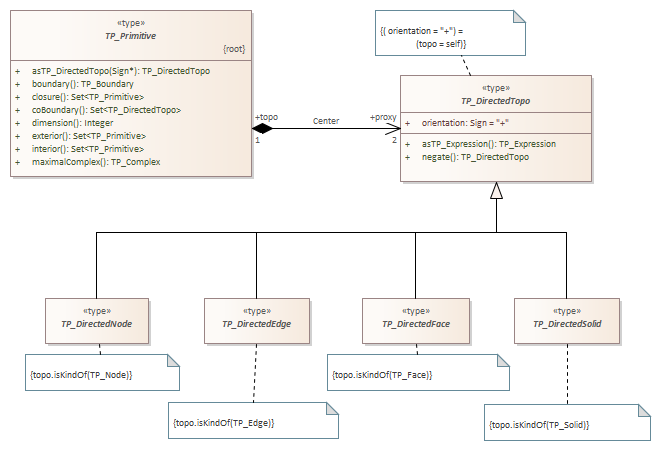 «type»
TP_Primitive
{root}
+ asTP_DirectedTopo(Sign*): TP_DirectedTopo
+ boundary(): TP_Boundary
+ closure(): Set<TP_Primitive>
+ coBoundary(): Set<TP_DirectedTopo>
+ dimension(): Integer
+ exterior(): Set<TP_Primitive>
+ interior(): Set<TP_Primitive>
+ maximalComplex(): TP_Complex
{( orientation = "+") =
(topo = self)}
+topo
1
Center
+proxy
2
«type»
TP_DirectedTopo
+ orientation: Sign = "+"
+ asTP_Expression(): TP_Expression
+ negate(): TP_DirectedTopo
«type»
TP_DirectedNode
«type»
TP_DirectedEdge
«type»
TP_DirectedFace
«type»
TP_DirectedSolid
{topo.isKindOf(TP_Node)}
{topo.isKindOf(TP_Edge)}
{topo.isKindOf(TP_Face)}
{topo.isKindOf(TP_Solid)}